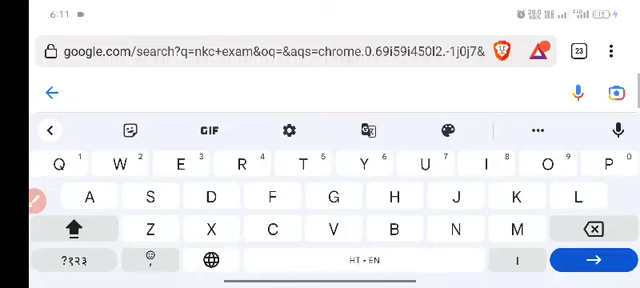 6:11
google.com/search?q=nkc+exam&oq=&aqs=chrome.0.69i59i450l2.-1j0j7& 23
GIF
Q 1 W 2 E 3 R 4 T 5 Y 6 U 7 I 8 O 9 P 0
A S D F G H J K L
Z X C V B N M
?१२३ , HT • EN ।